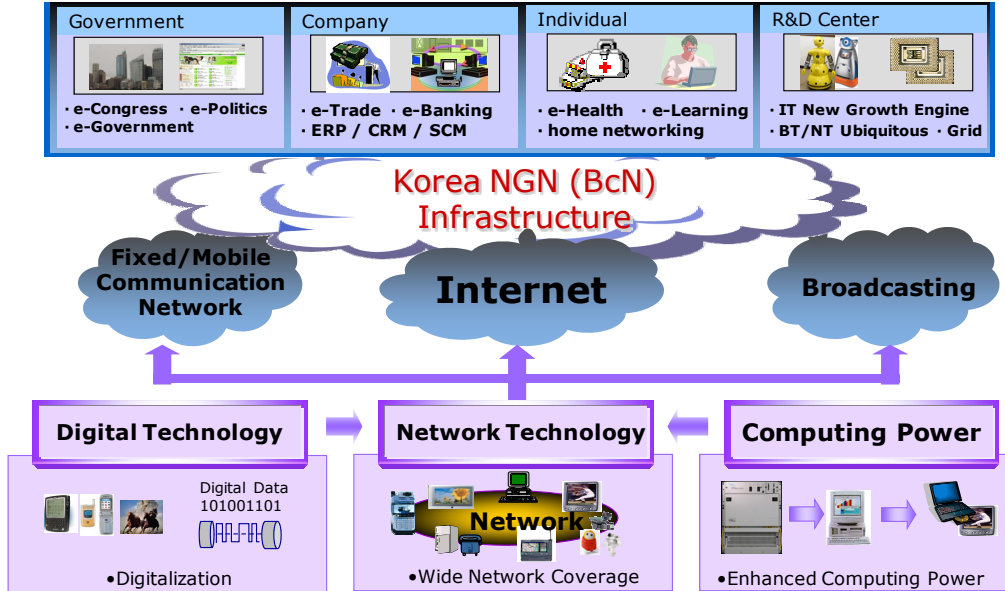 Government
· e-Congress · e-Politics
· e-Government
Company
· e-Trade · e-Banking
· ERP / CRM / SCM
Individual
· e-Health · e-Learning
· home networking
R&D Center
· IT New Growth Engine
· BT/NT Ubiquitous · Grid
Korea NGN (BcN)
Infrastructure
Fixed/Mobile
Communication
Network
Internet
Broadcasting
Digital Technology
Network Technology
Computing Power
Digital Data
101001101
•Digitalization
Network
•Wide Network Coverage
•Enhanced Computing Power